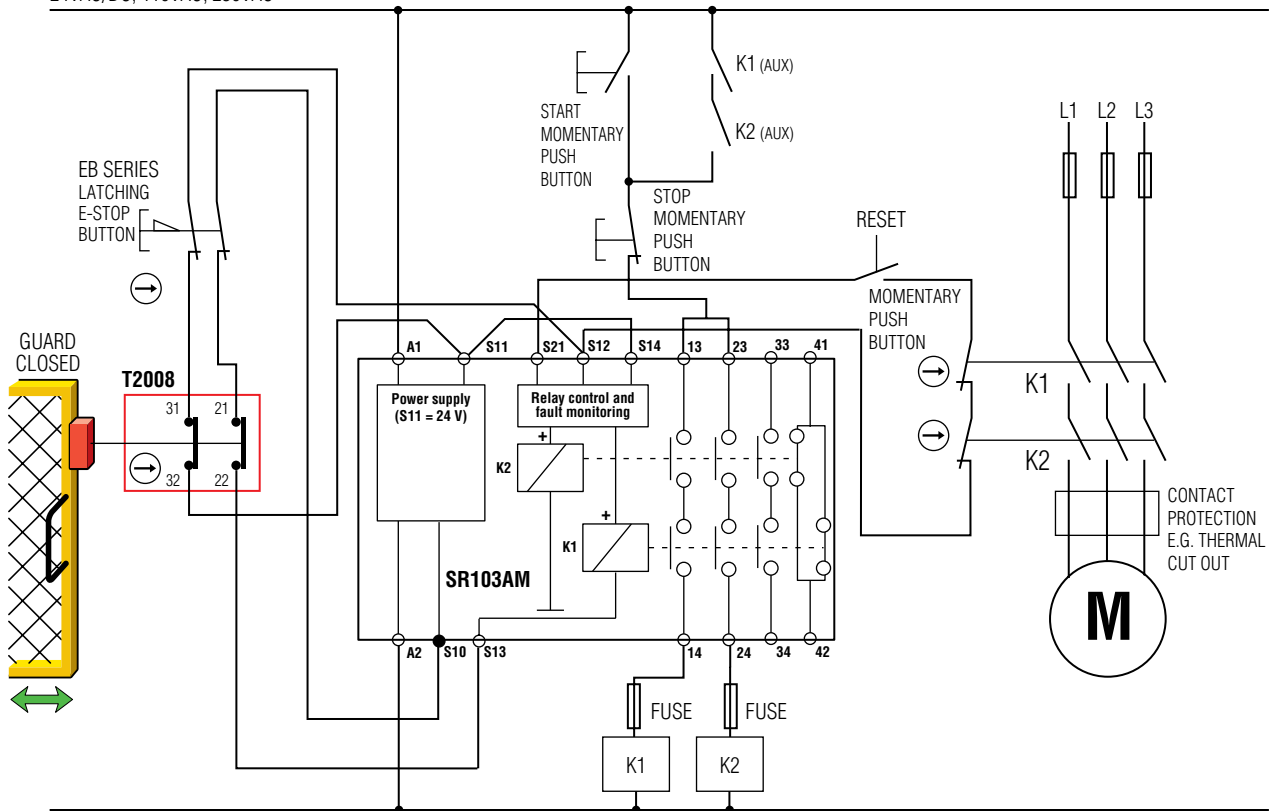 K1 (AUX)
K2 (AUX)
START
MOMENTARY
PUSH
BUTTON
L1 L2 L3
EB SERIES
LATCHING
E-STOP
BUTTON
STOP
MOMENTARY
PUSH
BUTTON
RESET
MOMENTARY
PUSH
BUTTON
GUARD
CLOSED
T2008
31 21
32 22
A1 S11 S21 S12 S14 13 23 33 41
Power supply
(S11 = 24 V)
Relay control and
fault monitoring
+
K2
+
K1
SR103AM
A2 S10 S13 14 24 34 42
K1
K2
CONTACT
PROTECTION
E.G. THERMAL
CUT OUT
M
FUSE FUSE
K1 K2